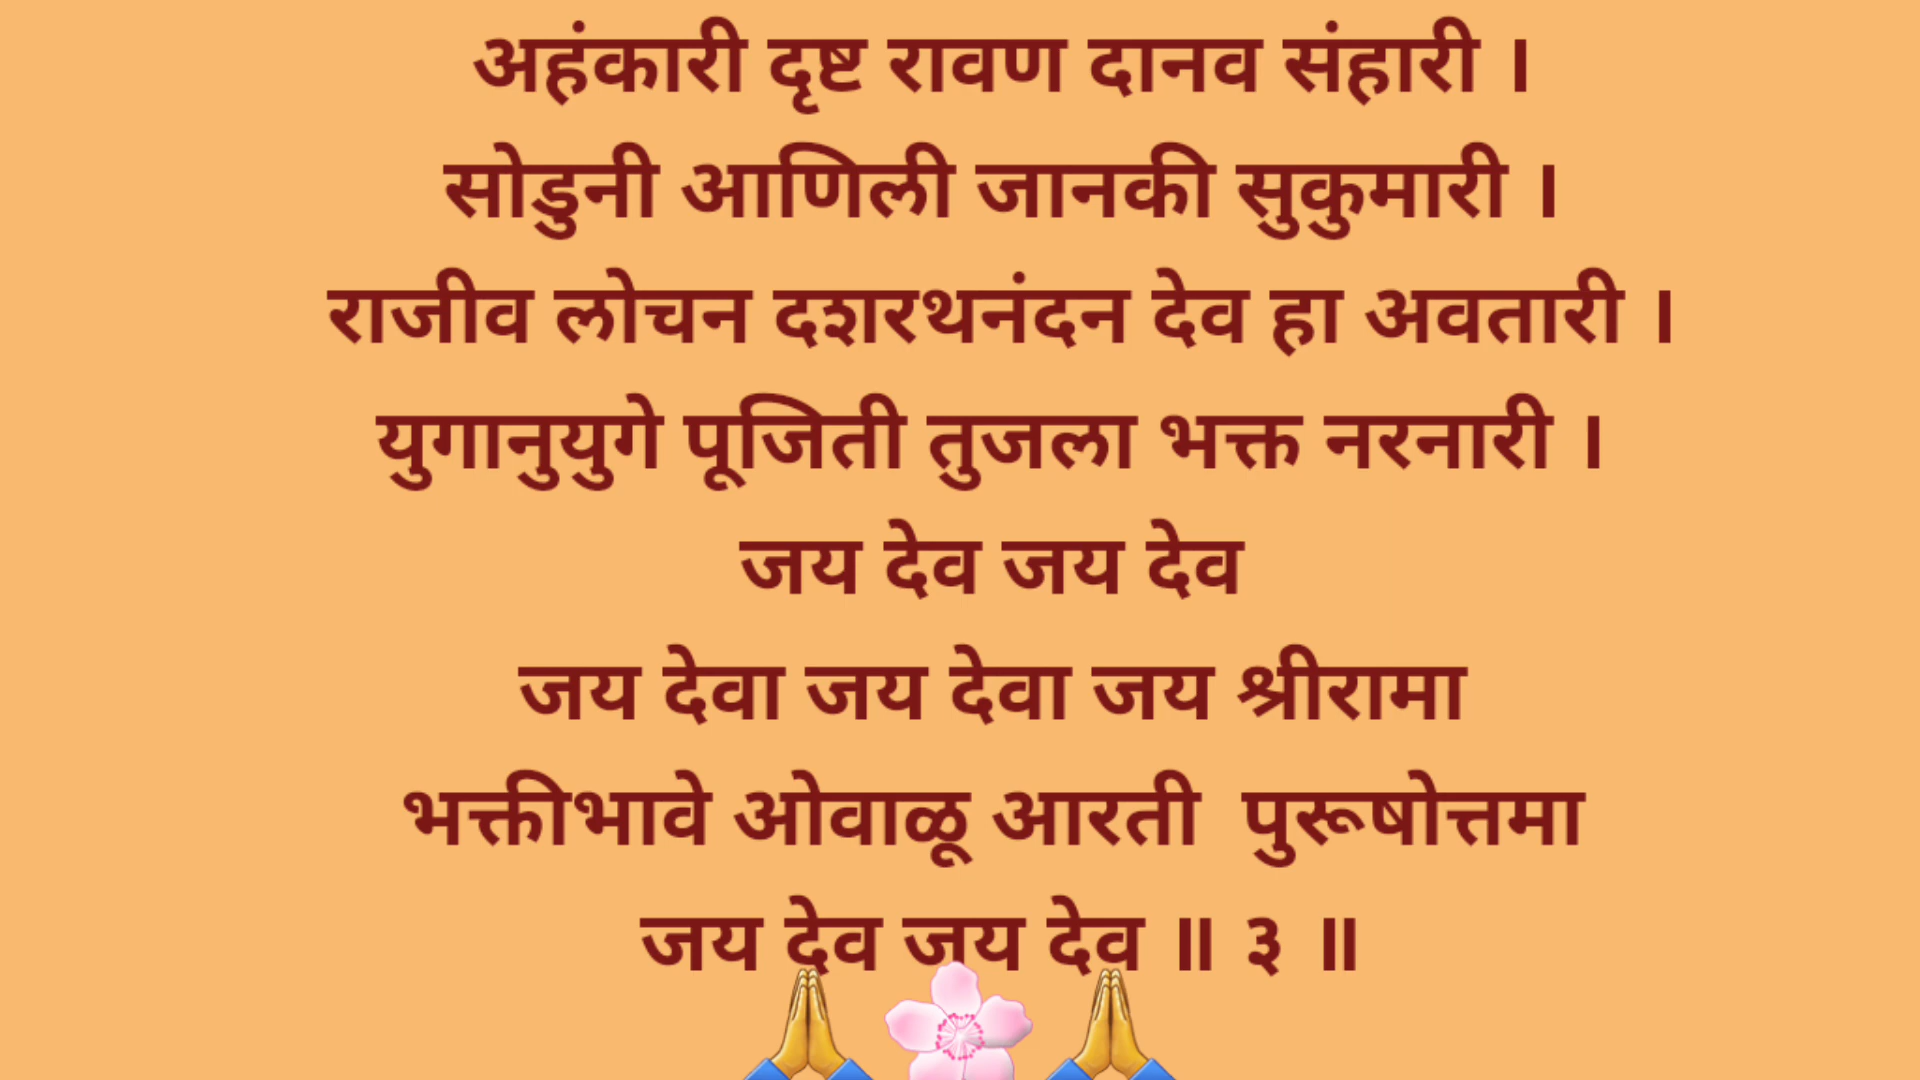 अहंकारी दृष्ट रावण दानव संहारी ।
सोडुनी आणिली जानकी सुकुमारी ।
राजीव लोचन दशरथनंदन देव हा अवतारी ।
युगानुयुगे पूजिती तुजला भक्त नरनारी ।
जय देव जय देव
जय देवा जय देवा जय श्रीरामा
भक्तीभावे ओवाळू आरती पुरूषोत्तमा
जय देव जय देव ॥ ३ ॥